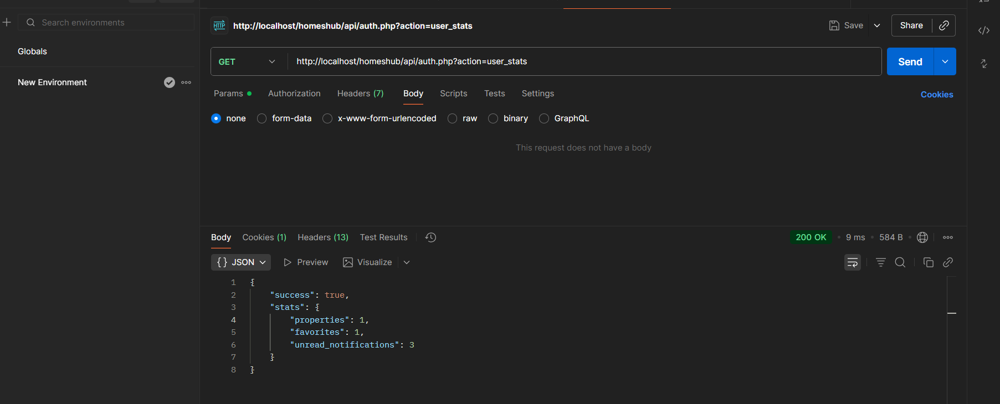 Search environments
Globals
New Environment
HTTP http://localhost/homeshub/api/auth.php?action=user_stats
Save
Share
GET http://localhost/homeshub/api/auth.php?action=user_stats
Send
Params Authorization Headers (7) Body Scripts Tests Settings
Cookies
none form-data x-www-form-urlencoded raw binary GraphQL
This request does not have a body
Body Cookies (1) Headers (13) Test Results
200 OK • 9 ms • 584 B •
{} JSON Preview Visualize
1 {
2 "success": true,
3 "stats": {
4 "properties": 1,
5 "favorites": 1,
6 "unread_notifications": 3
7 }
8 }